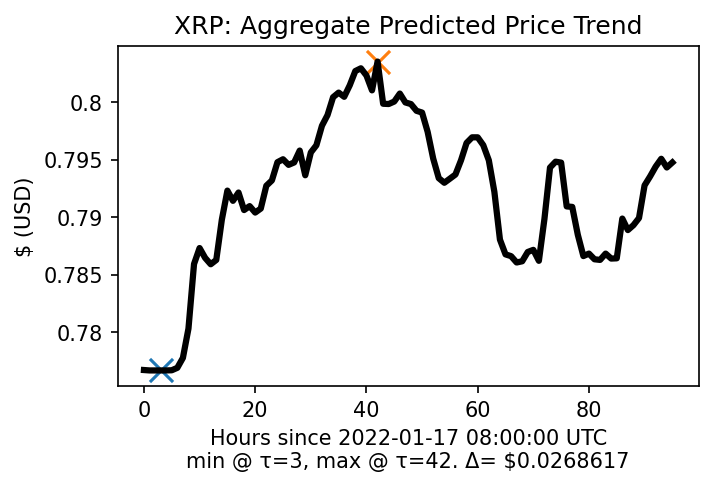 XRP: Aggregate Predicted Price Trend
$ (USD)
0.8
0.795
0.79
0.785
0.78
0
20
40
60
80
Hours since 2022-01-17 08:00:00 UTC
min @ τ=3, max @ τ=42. Δ= $0.0268617